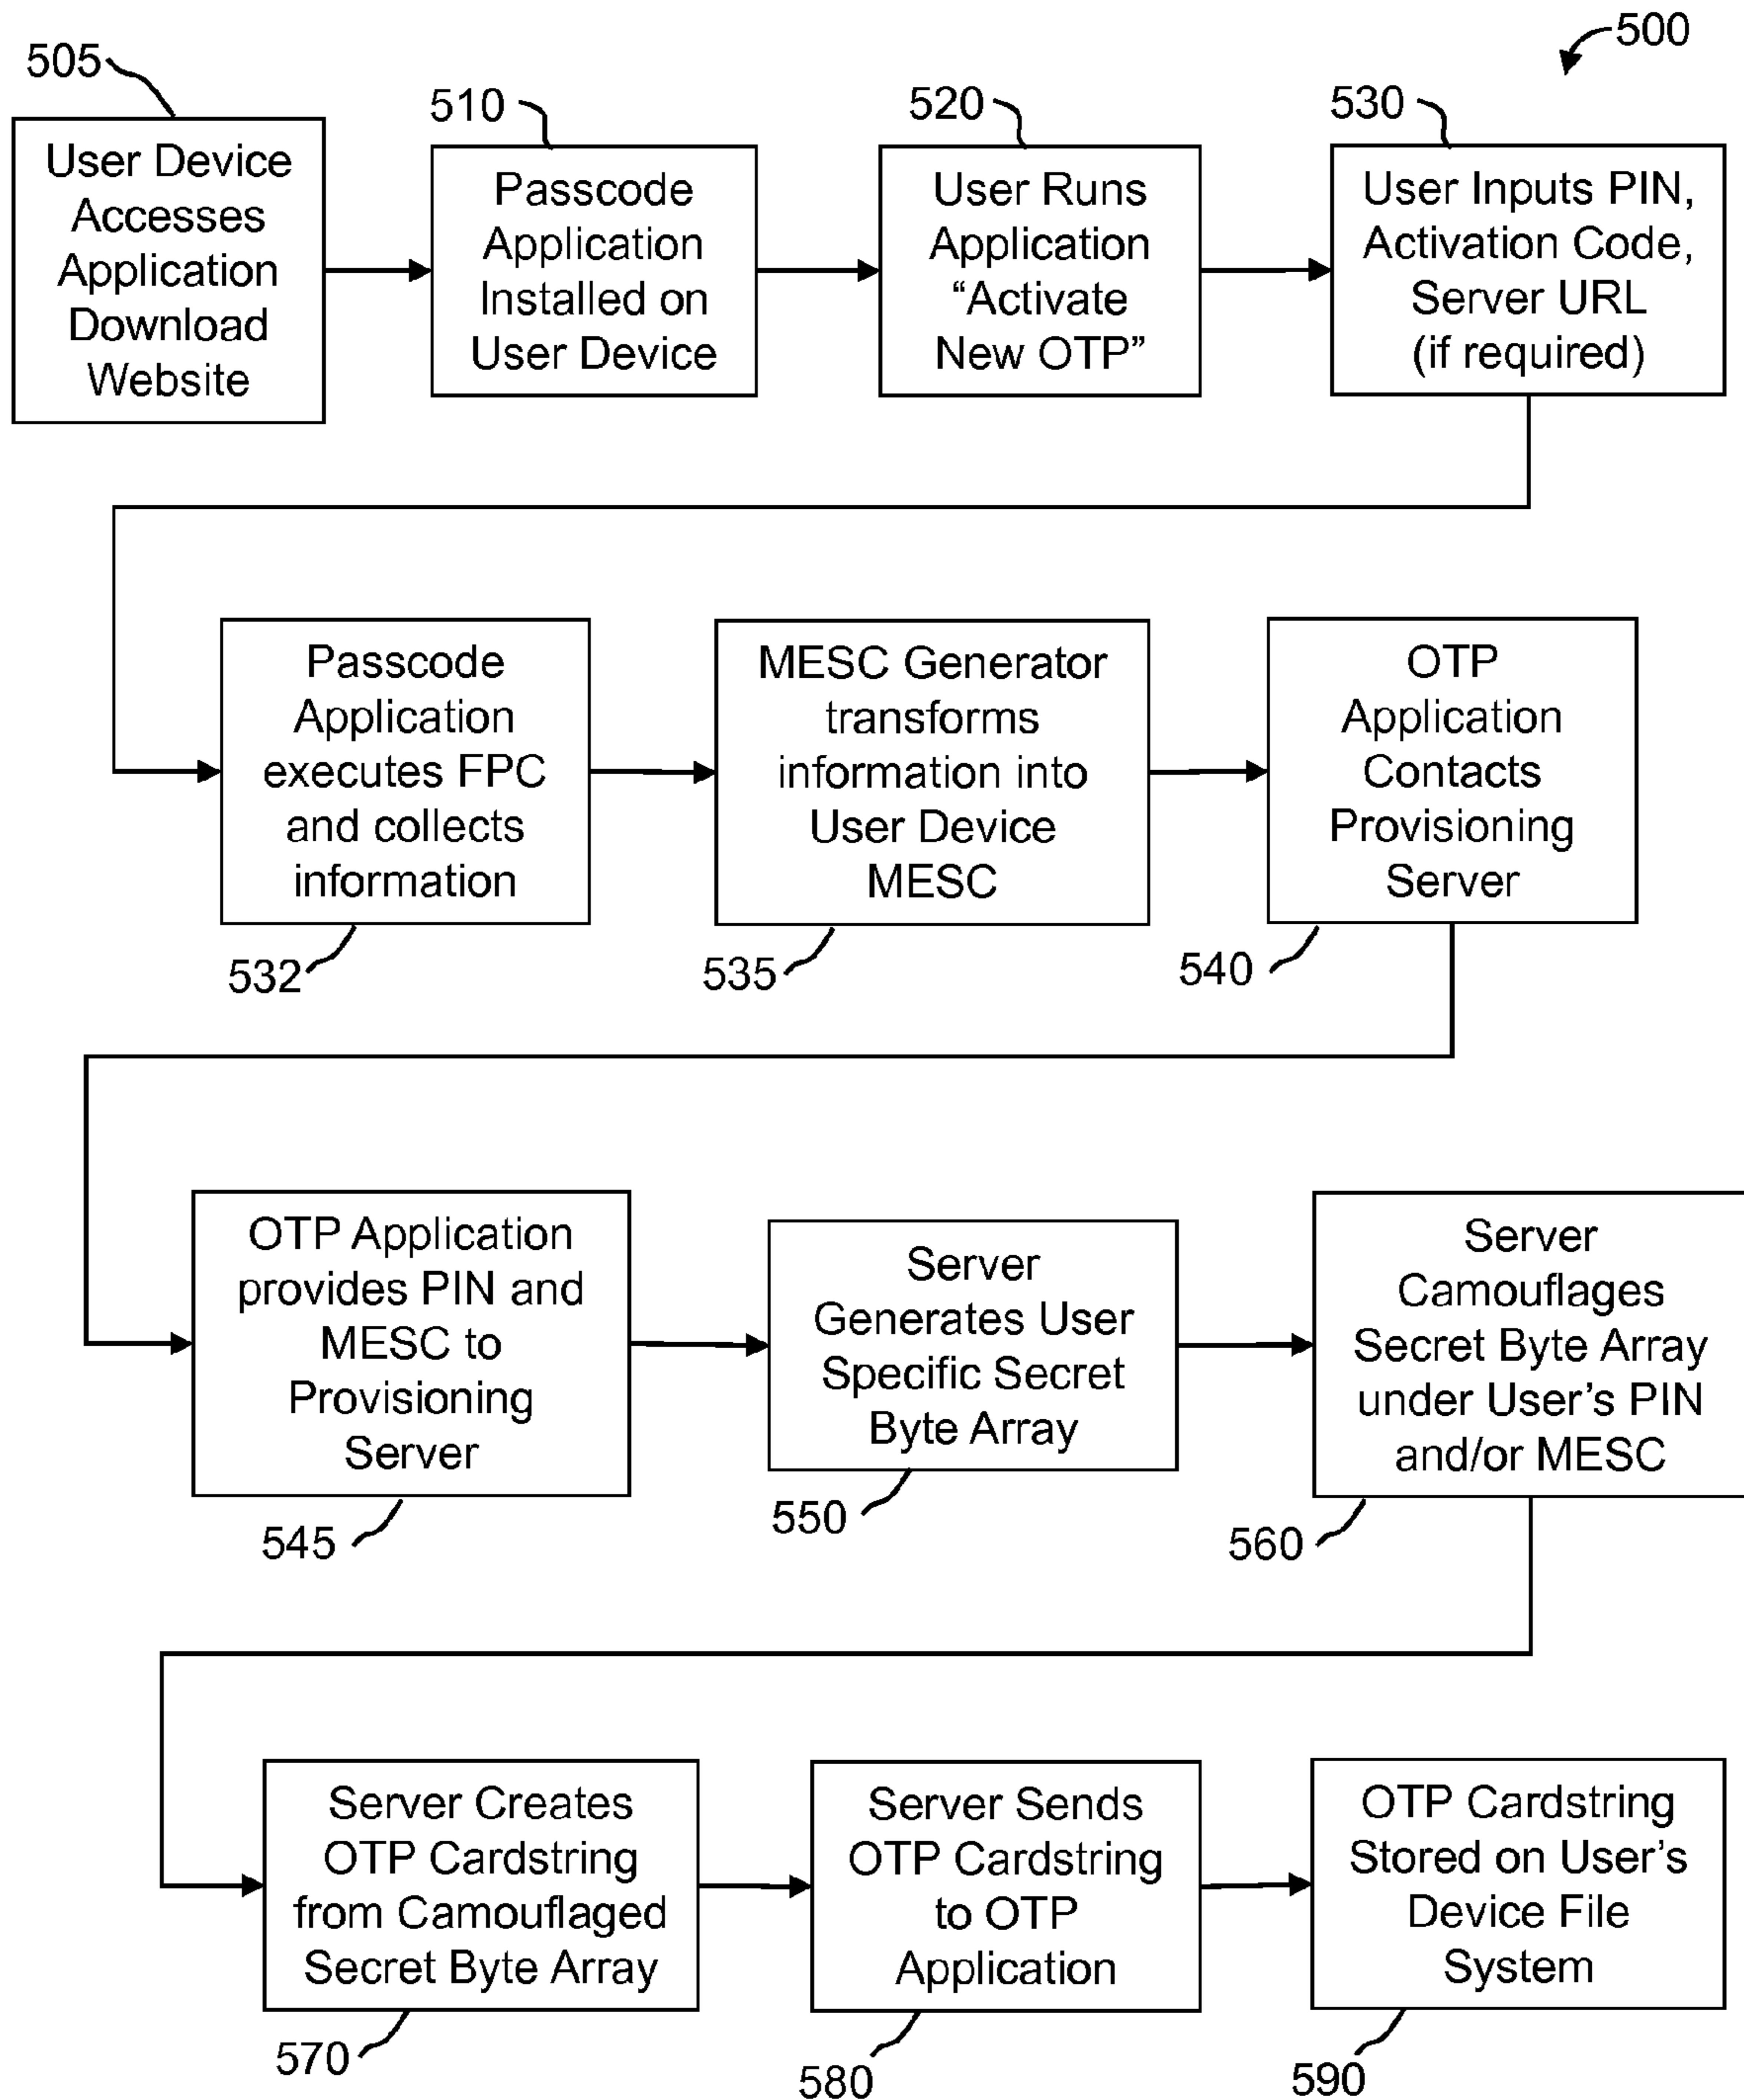 500
505
User Device
Accesses
Application
Download
Website
510
Passcode
Application
Installed on
User Device
520
User Runs
Application
“Activate
New OTP”
530
User Inputs PIN,
Activation Code,
Server URL
(if required)
Passcode
Application
executes FPC
and collects
information
532
MESC Generator
transforms
information into
User Device
MESC
535
OTP
Application
Contacts
Provisioning
Server
540
OTP Application
provides PIN and
MESC to
Provisioning
Server
545
Server
Generates User
Specific Secret
Byte Array
550
Server
Camouflages
Secret Byte Array
under User’s PIN
and/or MESC
560
Server Creates
OTP Cardstring
from Camouflaged
Secret Byte Array
570
Server Sends
OTP Cardstring
to OTP
Application
580
OTP Cardstring
Stored on User’s
Device File
System
590